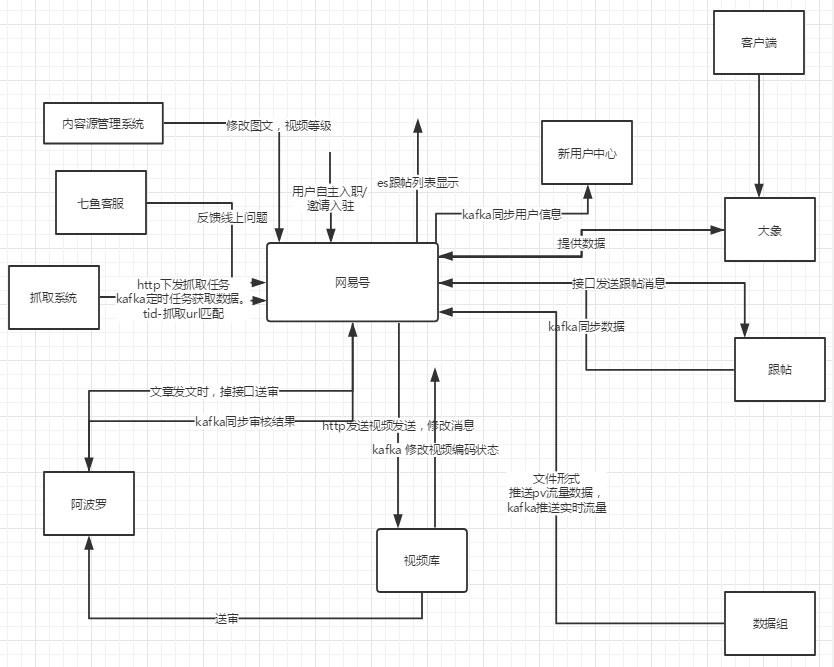 客户端
内容源管理系统
修改图文，视频等级
新用户中心
用户自主入职/
邀请入驻
es跟帖列表显示
七鱼客服
反馈线上问题
kafka同步用户信息
大象
提供数据
抓取系统
http下发抓取任务
kafka定时任务获取数据。
tid-抓取url匹配
网易号
接口发送跟帖消息
kafka同步数据
跟帖
文章发文时，掉接口送审
kafka同步审核结果
http发送视频发送，修改消息
kafka 修改视频编码状态
文件形式
推送pv流量数据，
kafka推送实时流量
阿波罗
视频库
送审
数据组